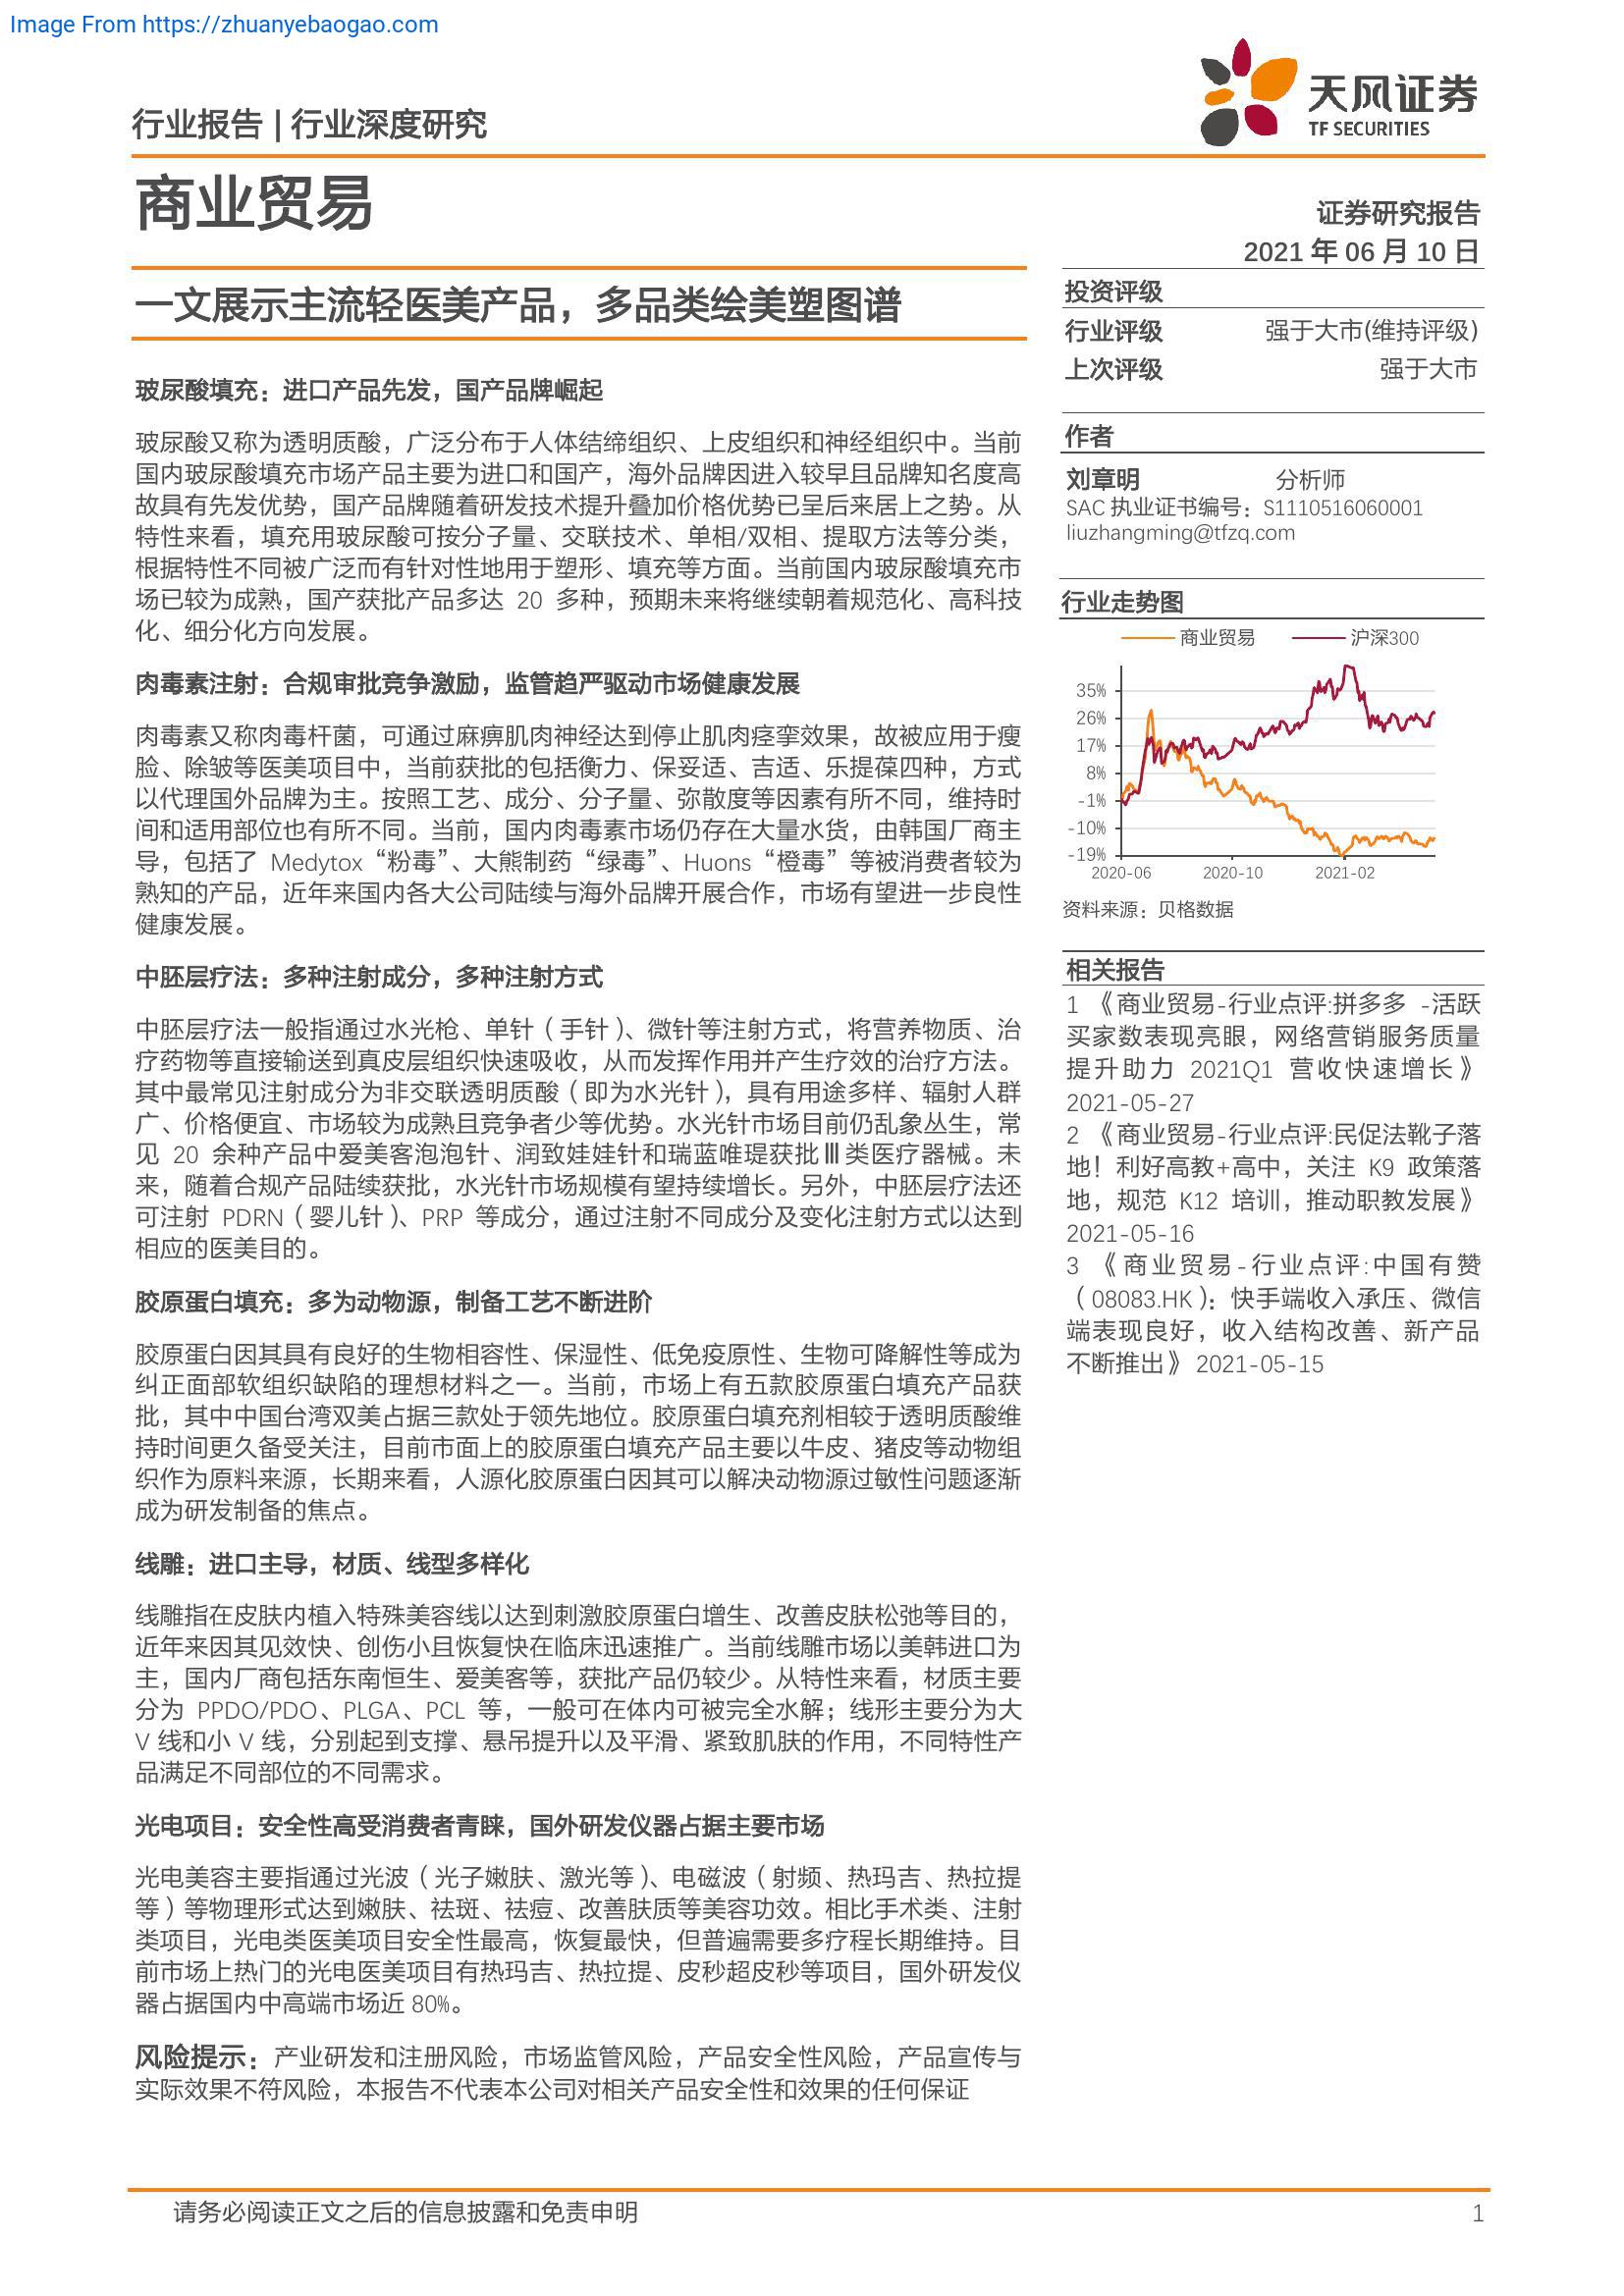 Image From https://zhuanyebaogao.com
行业报告 | 行业深度研究
天风证券
TF SECURITIES
商业贸易
证券研究报告
2021 年 06 月 10 日
一文展示主流轻医美产品，多品类绘美塑图谱
玻尿酸填充：进口产品先发，国产品牌崛起
玻尿酸又称为透明质酸，广泛分布于人体结缔组织、上皮组织和神经组织中。当前
国内玻尿酸填充市场产品主要为进口和国产，海外品牌因进入较早且品牌知名度高
故具有先发优势，国产品牌随着研发技术提升叠加价格优势已呈后来居上之势。从
特性来看，填充用玻尿酸可按分子量、交联技术、单相/双相、提取方法等分类，
根据特性不同被广泛而有针对性地用于塑形、填充等方面。当前国内玻尿酸填充市
场已较为成熟，国产获批产品多达 20 多种，预期未来将继续朝着规范化、高科技
化、细分化方向发展。
肉毒素注射：合规审批竞争激励，监管趋严驱动市场健康发展
肉毒素又称肉毒杆菌，可通过麻痹肌肉神经达到停止肌肉痉挛效果，故被应用于瘦
脸、除皱等医美项目中，当前获批的包括衡力、保妥适、吉适、乐提葆四种，方式
以代理国外品牌为主。按照工艺、成分、分子量、弥散度等因素有所不同，维持时
间和适用部位也有所不同。当前，国内肉毒素市场仍存在大量水货，由韩国厂商主
导，包括了 Medytox“粉毒”、大熊制药“绿毒”、Huons“橙毒”等被消费者较为
熟知的产品，近年来国内各大公司陆续与海外品牌开展合作，市场有望进一步良性
健康发展。
中胚层疗法：多种注射成分，多种注射方式
中胚层疗法一般指通过水光枪、单针（手针）、微针等注射方式，将营养物质、治
疗药物等直接输送到真皮层组织快速吸收，从而发挥作用并产生疗效的治疗方法。
其中最常见注射成分为非交联透明质酸（即为水光针），具有用途多样、辐射人群
广、价格便宜、市场较为成熟且竞争者少等优势。水光针市场目前仍乱象丛生，常
见 20 余种产品中爱美客泡泡针、润致娃娃针和瑞蓝唯瑅获批Ⅲ类医疗器械。未
来，随着合规产品陆续获批，水光针市场规模有望持续增长。另外，中胚层疗法还
可注射 PDRN（婴儿针）、PRP 等成分，通过注射不同成分及变化注射方式以达到
相应的医美目的。
胶原蛋白填充：多为动物源，制备工艺不断进阶
胶原蛋白因其具有良好的生物相容性、保湿性、低免疫原性、生物可降解性等成为
纠正面部软组织缺陷的理想材料之一。当前，市场上有五款胶原蛋白填充产品获
批，其中中国台湾双美占据三款处于领先地位。胶原蛋白填充剂相较于透明质酸维
持时间更久备受关注，目前市面上的胶原蛋白填充产品主要以牛皮、猪皮等动物组
织作为原料来源，长期来看，人源化胶原蛋白因其可以解决动物源过敏性问题逐渐
成为研发制备的焦点。
线雕：进口主导，材质、线型多样化
线雕指在皮肤内植入特殊美容线以达到刺激胶原蛋白增生、改善皮肤松弛等目的，
近年来因其见效快、创伤小且恢复快在临床迅速推广。当前线雕市场以美韩进口为
主，国内厂商包括东南恒生、爱美客等，获批产品仍较少。从特性来看，材质主要
分为 PPDO/PDO、PLGA、PCL 等，一般可在体内可被完全水解；线形主要分为大
V 线和小 V 线，分别起到支撑、悬吊提升以及平滑、紧致肌肤的作用，不同特性产
品满足不同部位的不同需求。
光电项目：安全性高受消费者青睐，国外研发仪器占据主要市场
光电美容主要指通过光波（光子嫩肤、激光等）、电磁波（射频、热玛吉、热拉提
等）等物理形式达到嫩肤、祛斑、祛痘、改善肤质等美容功效。相比手术类、注射
类项目，光电类医美项目安全性最高，恢复最快，但普遍需要多疗程长期维持。目
前市场上热门的光电医美项目有热玛吉、热拉提、皮秒超皮秒等项目，国外研发仪
器占据国内中高端市场近 80%。
风险提示：产业研发和注册风险，市场监管风险，产品安全性风险，产品宣传与
实际效果不符风险，本报告不代表本公司对相关产品安全性和效果的任何保证
投资评级
行业评级 强于大市(维持评级)
上次评级 强于大市
作者
刘章明 分析师
SAC 执业证书编号：S1110516060001
liuzhangming@tfzq.com
行业走势图
商业贸易 沪深300
35%
26%
17%
8%
-1%
-10%
-19%
2020-06 2020-10 2021-02
资料来源：贝格数据
相关报告
1 《商业贸易-行业点评:拼多多 -活跃
买家数表现亮眼，网络营销服务质量
提升助力 2021Q1 营收快速增长》
2021-05-27
2 《商业贸易-行业点评:民促法靴子落
地！利好高教+高中，关注 K9 政策落
地，规范 K12 培训，推动职教发展》
2021-05-16
3 《商业贸易-行业点评:中国有赞
（08083.HK）：快手端收入承压、微信
端表现良好，收入结构改善、新产品
不断推出》 2021-05-15
请务必阅读正文之后的信息披露和免责申明 1